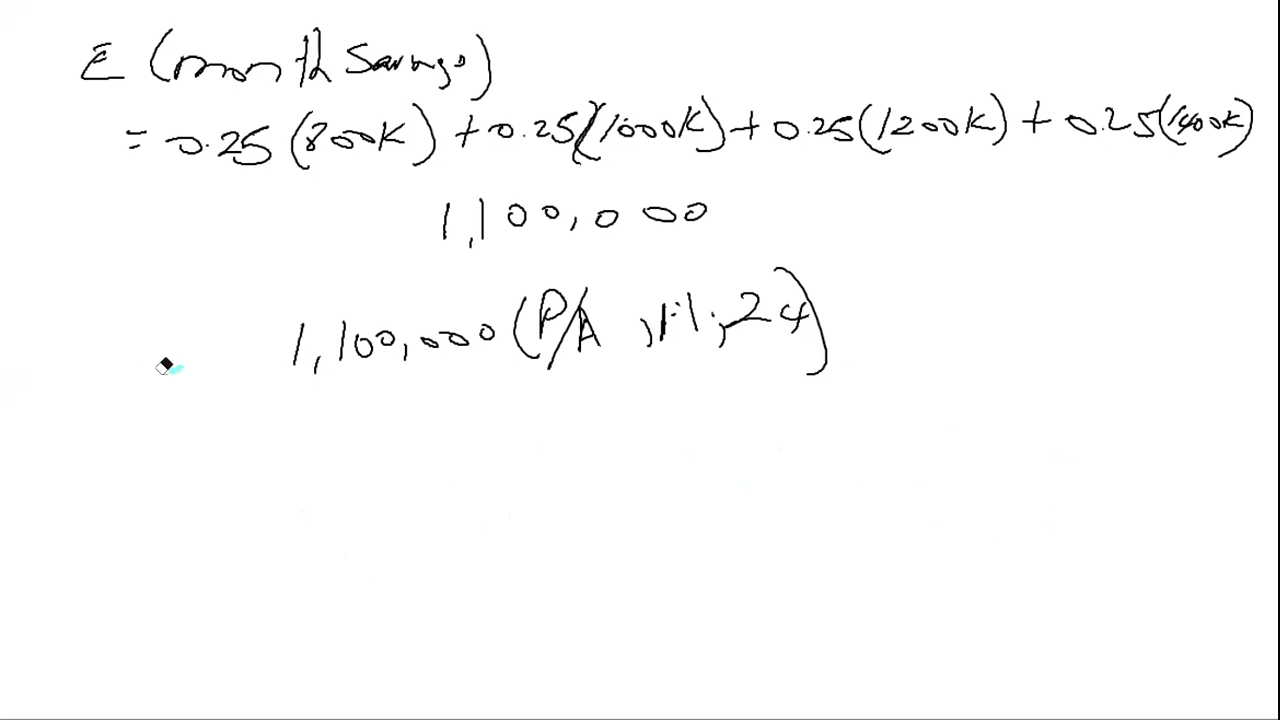 E (month Savings)
= 0.25 (800K) + 0.25 (1000K) + 0.25 (1200K) + 0.25 (1400K)
1,100,000
1,100,000 (P/A, 1%, 24)